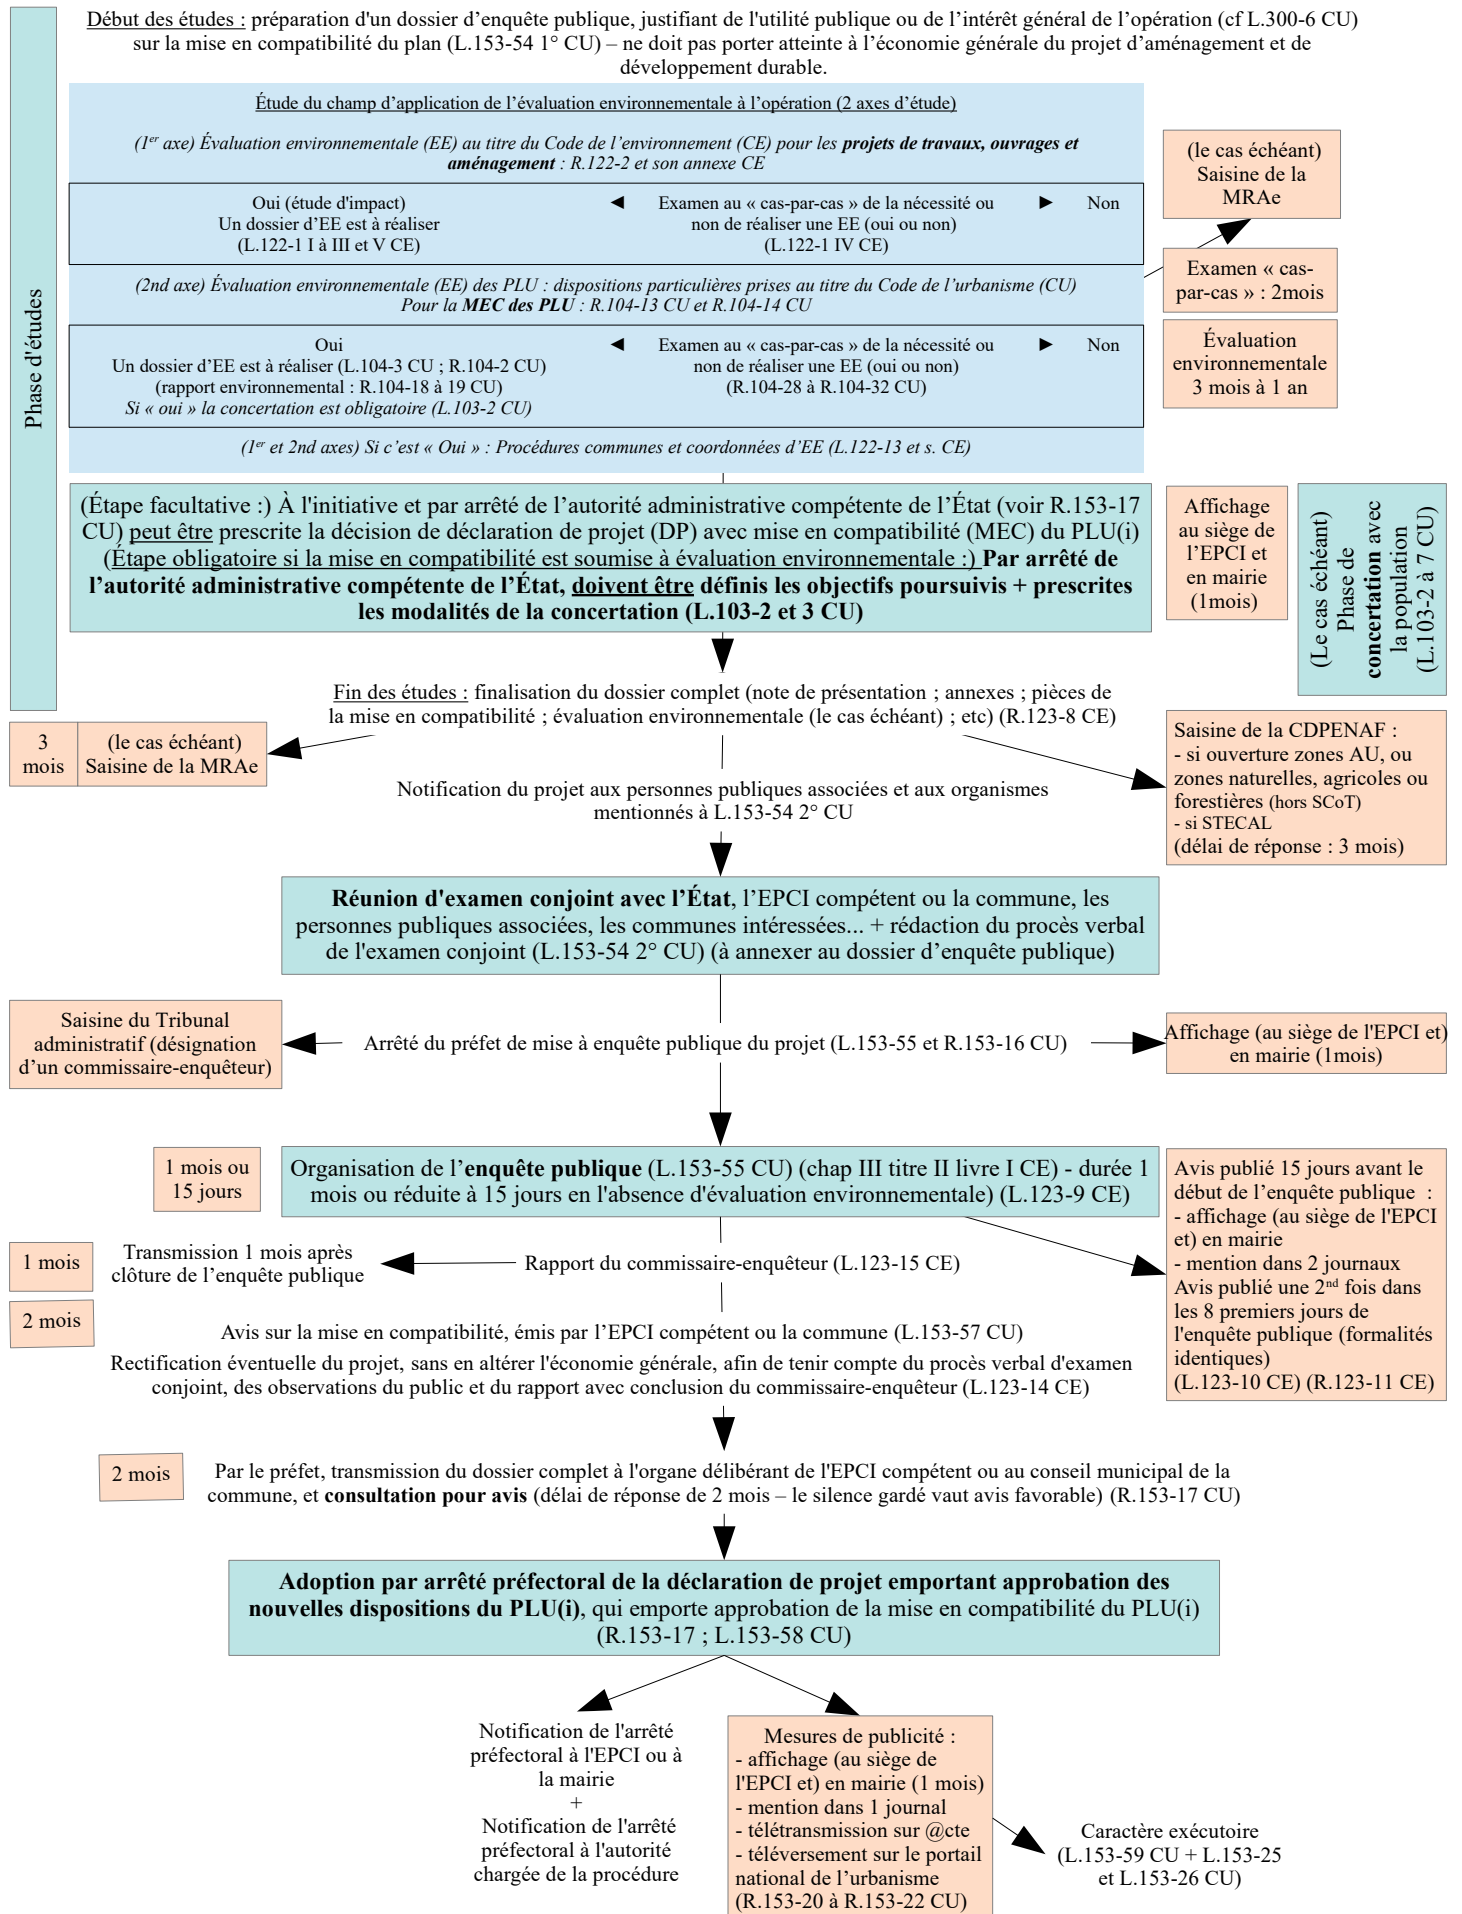 Début des études : préparation d'un dossier d’enquête publique, justifiant de l'utilité publique ou de l’intérêt général de l’opération (cf L.300-6 CU)
sur la mise en compatibilité du plan (L.153-54 1° CU) – ne doit pas porter atteinte à l’économie générale du projet d’aménagement et de
développement durable.
Phase d'études
Étude du champ d’application de l’évaluation environnementale à l’opération (2 axes d’étude)
(1er axe) Évaluation environnementale (EE) au titre du Code de l’environnement (CE) pour les projets de travaux, ouvrages et
aménagement : R.122-2 et son annexe CE
Oui (étude d'impact)
Un dossier d’EE est à réaliser
(L.122-1 I à III et V CE)
◄ Examen au « cas-par-cas » de la nécessité ou
non de réaliser une EE (oui ou non)
(L.122-1 IV CE)
► Non
(2nd axe) Évaluation environnementale (EE) des PLU : dispositions particulières prises au titre du Code de l’urbanisme (CU)
Pour la MEC des PLU : R.104-13 CU et R.104-14 CU
Oui
Un dossier d’EE est à réaliser (L.104-3 CU ; R.104-2 CU)
(rapport environnemental : R.104-18 à 19 CU)
Si « oui » la concertation est obligatoire (L.103-2 CU)
◄ Examen au « cas-par-cas » de la nécessité ou
non de réaliser une EE (oui ou non)
(R.104-28 à R.104-32 CU)
► Non
(1er et 2nd axes) Si c’est « Oui » : Procédures communes et coordonnées d’EE (L.122-13 et s. CE)
(le cas échéant)
Saisine de la
MRAe
Examen « cas-
par-cas » : 2mois
Évaluation
environnementale
3 mois à 1 an
(Étape facultative :) À l'initiative et par arrêté de l’autorité administrative compétente de l’État (voir R.153-17
CU) peut être prescrite la décision de déclaration de projet (DP) avec mise en compatibilité (MEC) du PLU(i)
(Étape obligatoire si la mise en compatibilité est soumise à évaluation environnementale :) Par arrêté de
l’autorité administrative compétente de l’État, doivent être définis les objectifs poursuivis + prescrites
les modalités de la concertation (L.103-2 et 3 CU)
Affichage
au siège de
l’EPCI et
en mairie
(1mois)
(Le cas échéant)
Phase de
concertation avec
la population
(L.103-2 à 7 CU)
Fin des études : finalisation du dossier complet (note de présentation ; annexes ; pièces de
la mise en compatibilité ; évaluation environnementale (le cas échéant) ; etc) (R.123-8 CE)
3
mois
(le cas échéant)
Saisine de la MRAe
Saisine de la CDPENAF :
- si ouverture zones AU, ou
zones naturelles, agricoles ou
forestières (hors SCoT)
- si STECAL
(délai de réponse : 3 mois)
Notification du projet aux personnes publiques associées et aux organismes
mentionnés à L.153-54 2° CU
Réunion d'examen conjoint avec l’État, l’EPCI compétent ou la commune, les
personnes publiques associées, les communes intéressées... + rédaction du procès verbal
de l'examen conjoint (L.153-54 2° CU) (à annexer au dossier d’enquête publique)
Saisine du Tribunal
administratif (désignation
d’un commissaire-enquêteur)
Arrêté du préfet de mise à enquête publique du projet (L.153-55 et R.153-16 CU)
Affichage (au siège de l'EPCI et)
en mairie (1mois)
1 mois ou
15 jours
Organisation de l’enquête publique (L.153-55 CU) (chap III titre II livre I CE) - durée 1
mois ou réduite à 15 jours en l'absence d'évaluation environnementale) (L.123-9 CE)
Avis publié 15 jours avant le
début de l’enquête publique :
- affichage (au siège de l'EPCI
et) en mairie
- mention dans 2 journaux
Avis publié une 2nd fois dans
les 8 premiers jours de
l'enquête publique (formalités
identiques)
(L.123-10 CE) (R.123-11 CE)
1 mois
Transmission 1 mois après
clôture de l’enquête publique
Rapport du commissaire-enquêteur (L.123-15 CE)
2 mois
Avis sur la mise en compatibilité, émis par l’EPCI compétent ou la commune (L.153-57 CU)
Rectification éventuelle du projet, sans en altérer l'économie générale, afin de tenir compte du procès verbal d'examen
conjoint, des observations du public et du rapport avec conclusion du commissaire-enquêteur (L.123-14 CE)
2 mois
Par le préfet, transmission du dossier complet à l'organe délibérant de l'EPCI compétent ou au conseil municipal de la
commune, et consultation pour avis (délai de réponse de 2 mois – le silence gardé vaut avis favorable) (R.153-17 CU)
Adoption par arrêté préfectoral de la déclaration de projet emportant approbation des
nouvelles dispositions du PLU(i), qui emporte approbation de la mise en compatibilité du PLU(i)
(R.153-17 ; L.153-58 CU)
Notification de l'arrêté
préfectoral à l'EPCI ou à
la mairie
+
Notification de l'arrêté
préfectoral à l'autorité
chargée de la procédure
Mesures de publicité :
- affichage (au siège de
l'EPCI et) en mairie (1 mois)
- mention dans 1 journal
- télétransmission sur @cte
- téléversement sur le portail
national de l’urbanisme
(R.153-20 à R.153-22 CU)
Caractère exécutoire
(L.153-59 CU + L.153-25
et L.153-26 CU)